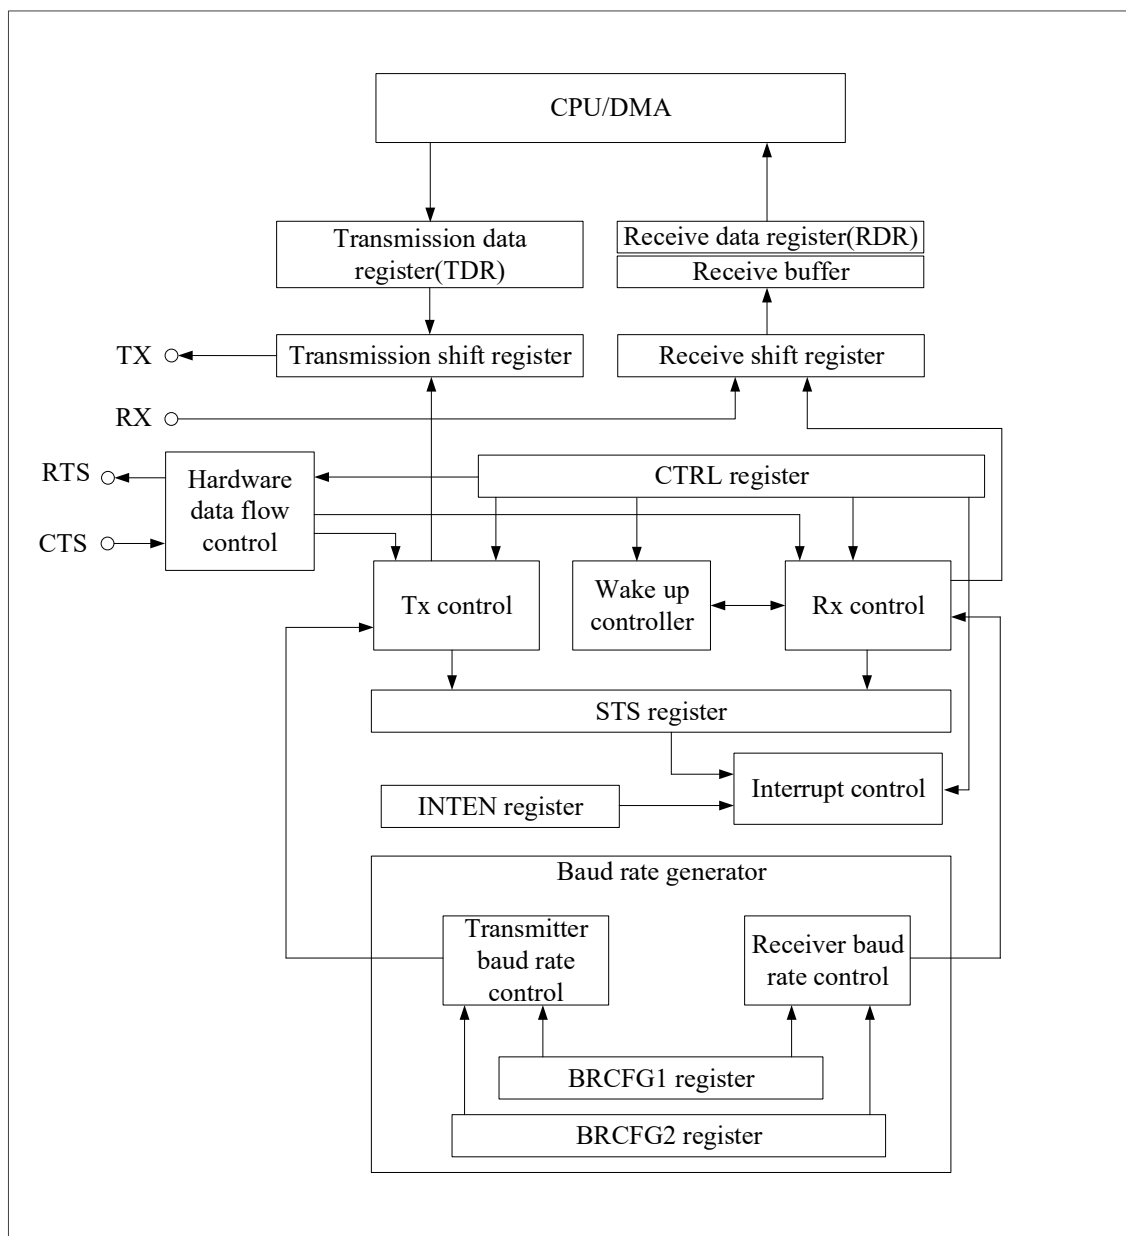 CPU/DMA
Transmission data
register(TDR)
Receive data register(RDR)
Receive buffer
TX
Transmission shift register
Receive shift register
RX
RTS
CTS
Hardware
data flow
control
CTRL register
Tx control
Wake up
controller
Rx control
STS register
Interrupt control
INTEN register
Baud rate generator
Transmitter
baud rate
control
Receiver baud
rate control
BRCFG1 register
BRCFG2 register